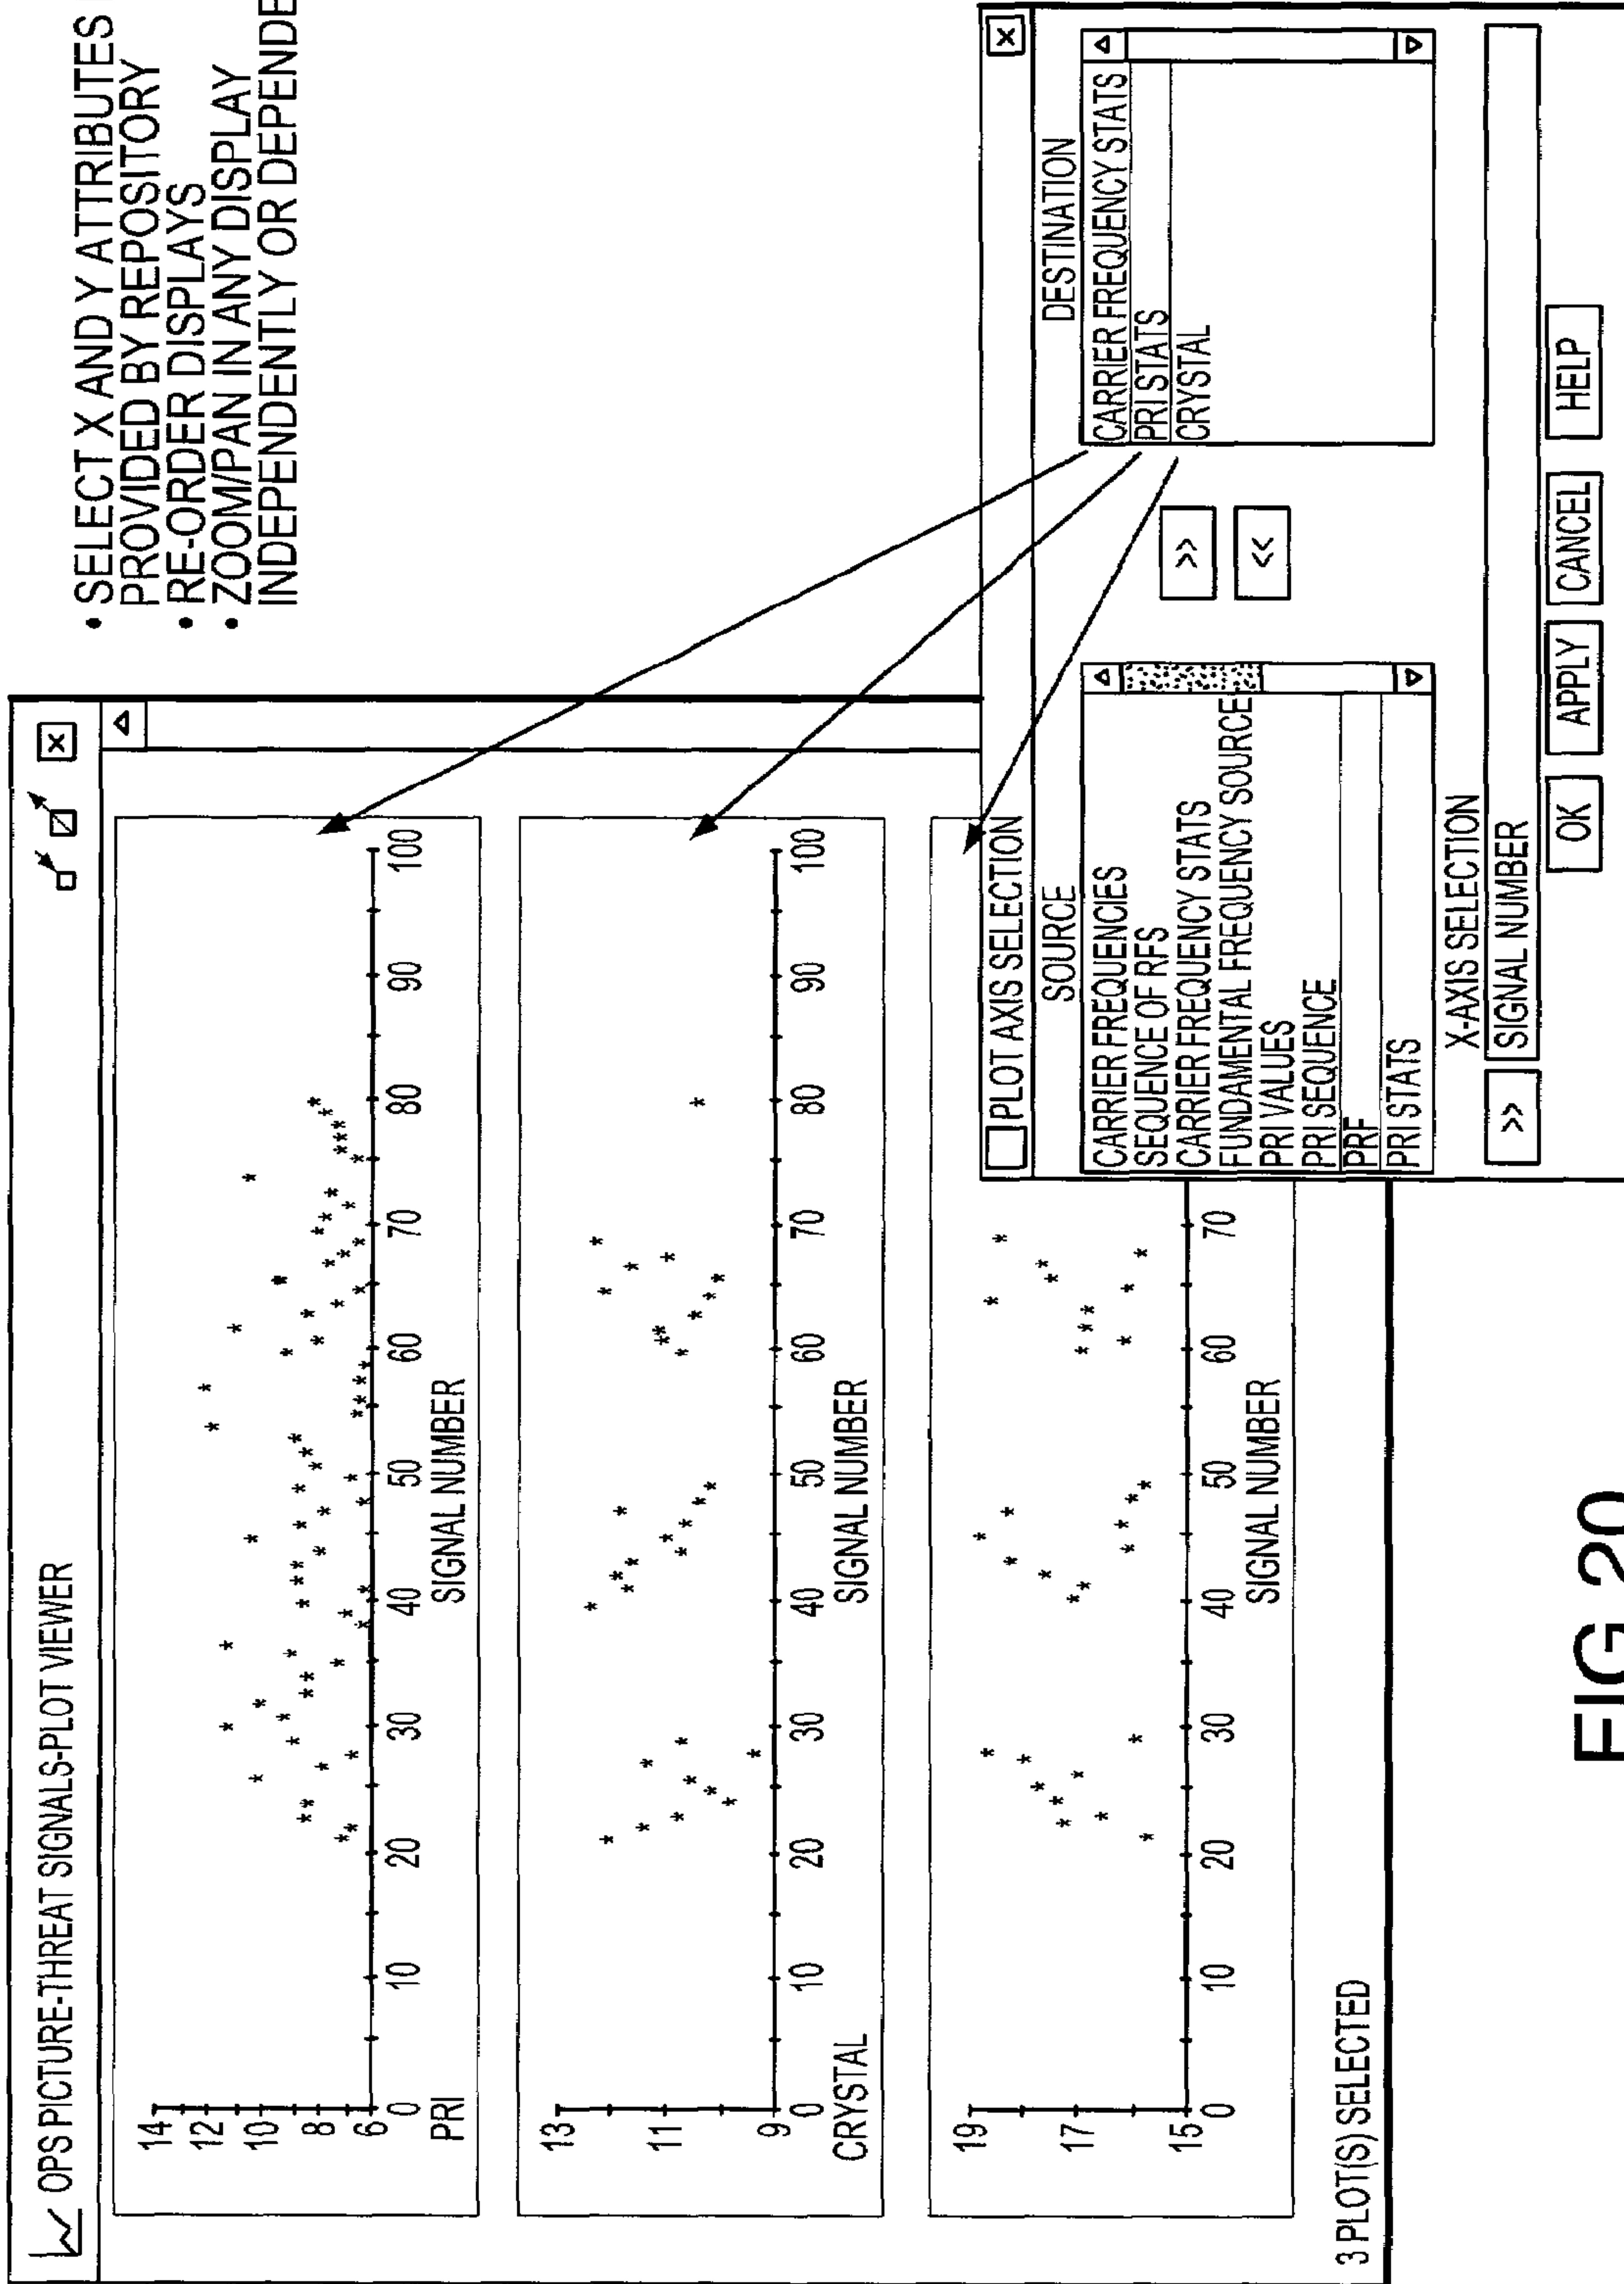 OPS PICTURE-THREAT SIGNALS-PLOT VIEWER
14
12
10
8
6
0 10 20 30 40 50 60 70 80 90 100
PRI
SIGNAL NUMBER
13
11
9
0 10 20 30 40 50 60 70 80 90 100
CRYSTAL
SIGNAL NUMBER
19
17
15
0 10 20 30 40 50 60 70
SIGNAL NUMBER
3 PLOT(S) SELECTED
• SELECT X AND Y ATTRIBUTES
PROVIDED BY REPOSITORY
• RE-ORDER DISPLAYS
• ZOOM/PAN IN ANY DISPLAY
INDEPENDENTLY OR DEPENDE
PLOT AXIS SELECTION
SOURCE
CARRIER FREQUENCIES
SEQUENCE OF RFS
CARRIER FREQUENCY STATS
FUNDAMENTAL FREQUENCY SOURCE
PRI VALUES
PRI SEQUENCE
PRF
PRI STATS
>>
<<
DESTINATION
CARRIER FREQUENCY STATS
PRI STATS
CRYSTAL
X-AXIS SELECTION
>> SIGNAL NUMBER
OK APPLY CANCEL HELP
FIG 20